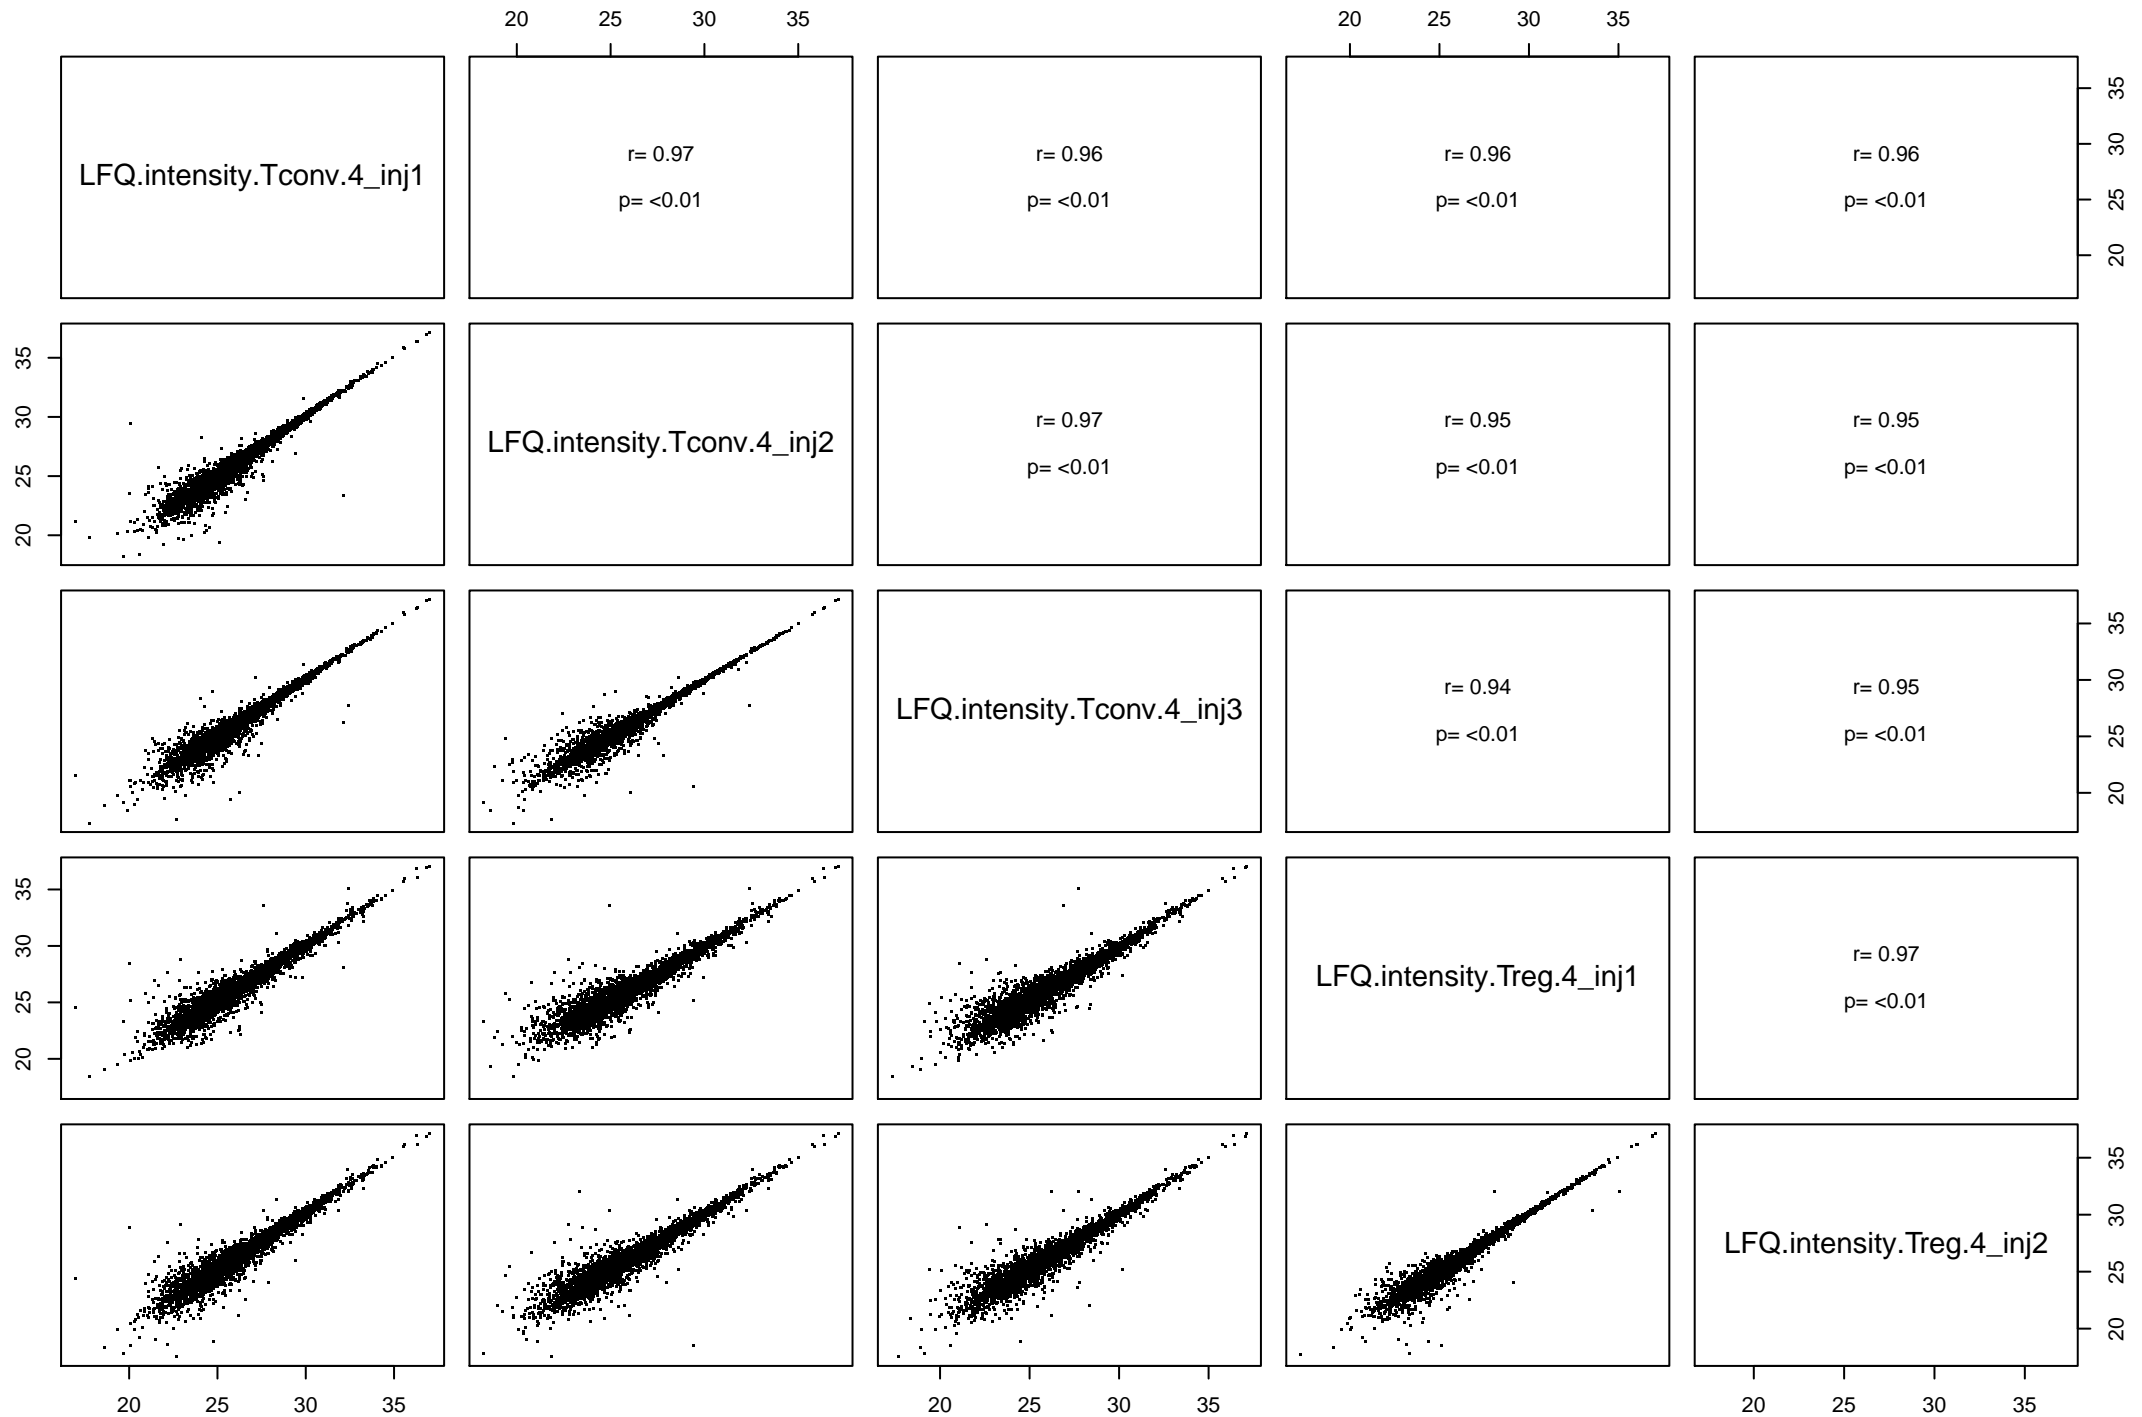 20 25 30 35 20 25 30 35
LFQ.intensity.Tconv.4_inj1
r= 0.97
p= <0.01
r= 0.96
p= <0.01
r= 0.96
p= <0.01
r= 0.96
p= <0.01
20 25 30 35
20 25 30 35
LFQ.intensity.Tconv.4_inj2
r= 0.97
p= <0.01
r= 0.95
p= <0.01
r= 0.95
p= <0.01
LFQ.intensity.Tconv.4_inj3
r= 0.94
p= <0.01
r= 0.95
p= <0.01
20 25 30 35
20 25 30 35
LFQ.intensity.Treg.4_inj1
r= 0.97
p= <0.01
LFQ.intensity.Treg.4_inj2
20 25 30 35
20 25 30 35 20 25 30 35 20 25 30 35